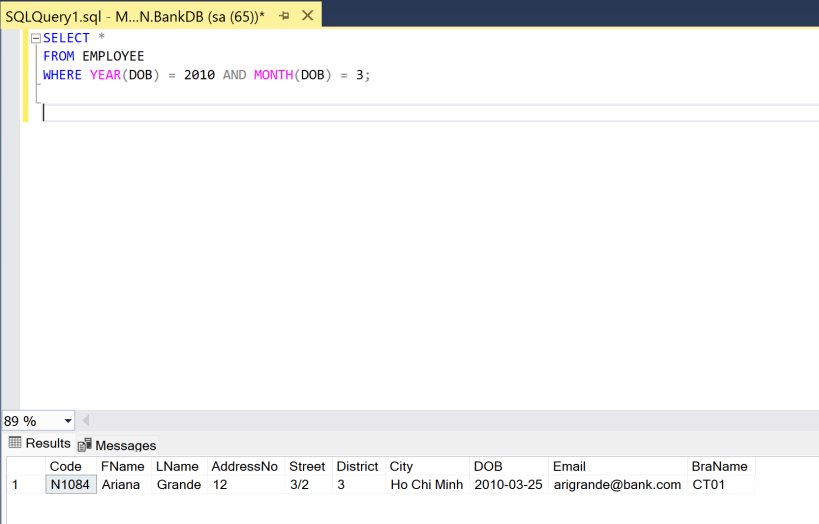 SQLQuery1.sql - M...N.BankDB (sa (65))*
SELECT *
FROM EMPLOYEE
WHERE YEAR(DOB) = 2010 AND MONTH(DOB) = 3;
89 %
Results Messages
Code FName LName AddressNo Street District City DOB Email BraName
1 N1084 Ariana Grande 12 3/2 3 Ho Chi Minh 2010-03-25 arigrande@bank.com CT01